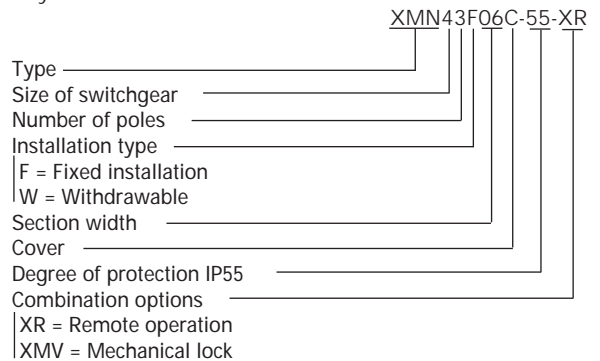 XMN43F06C-55-XR
Type
Size of switchgear
Number of poles
Installation type
F = Fixed installation
W = Withdrawable
Section width
Cover
Degree of protection IP55
Combination options
XR = Remote operation
XMV = Mechanical lock